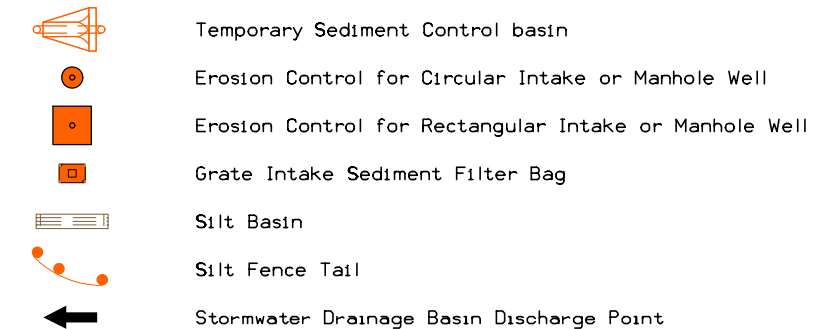 Temporary Sediment Control basin
Erosion Control for Circular Intake or Manhole Well
Erosion Control for Rectangular Intake or Manhole Well
Grate Intake Sediment Filter Bag
Silt Basin
Silt Fence Tail
Stormwater Drainage Basin Discharge Point